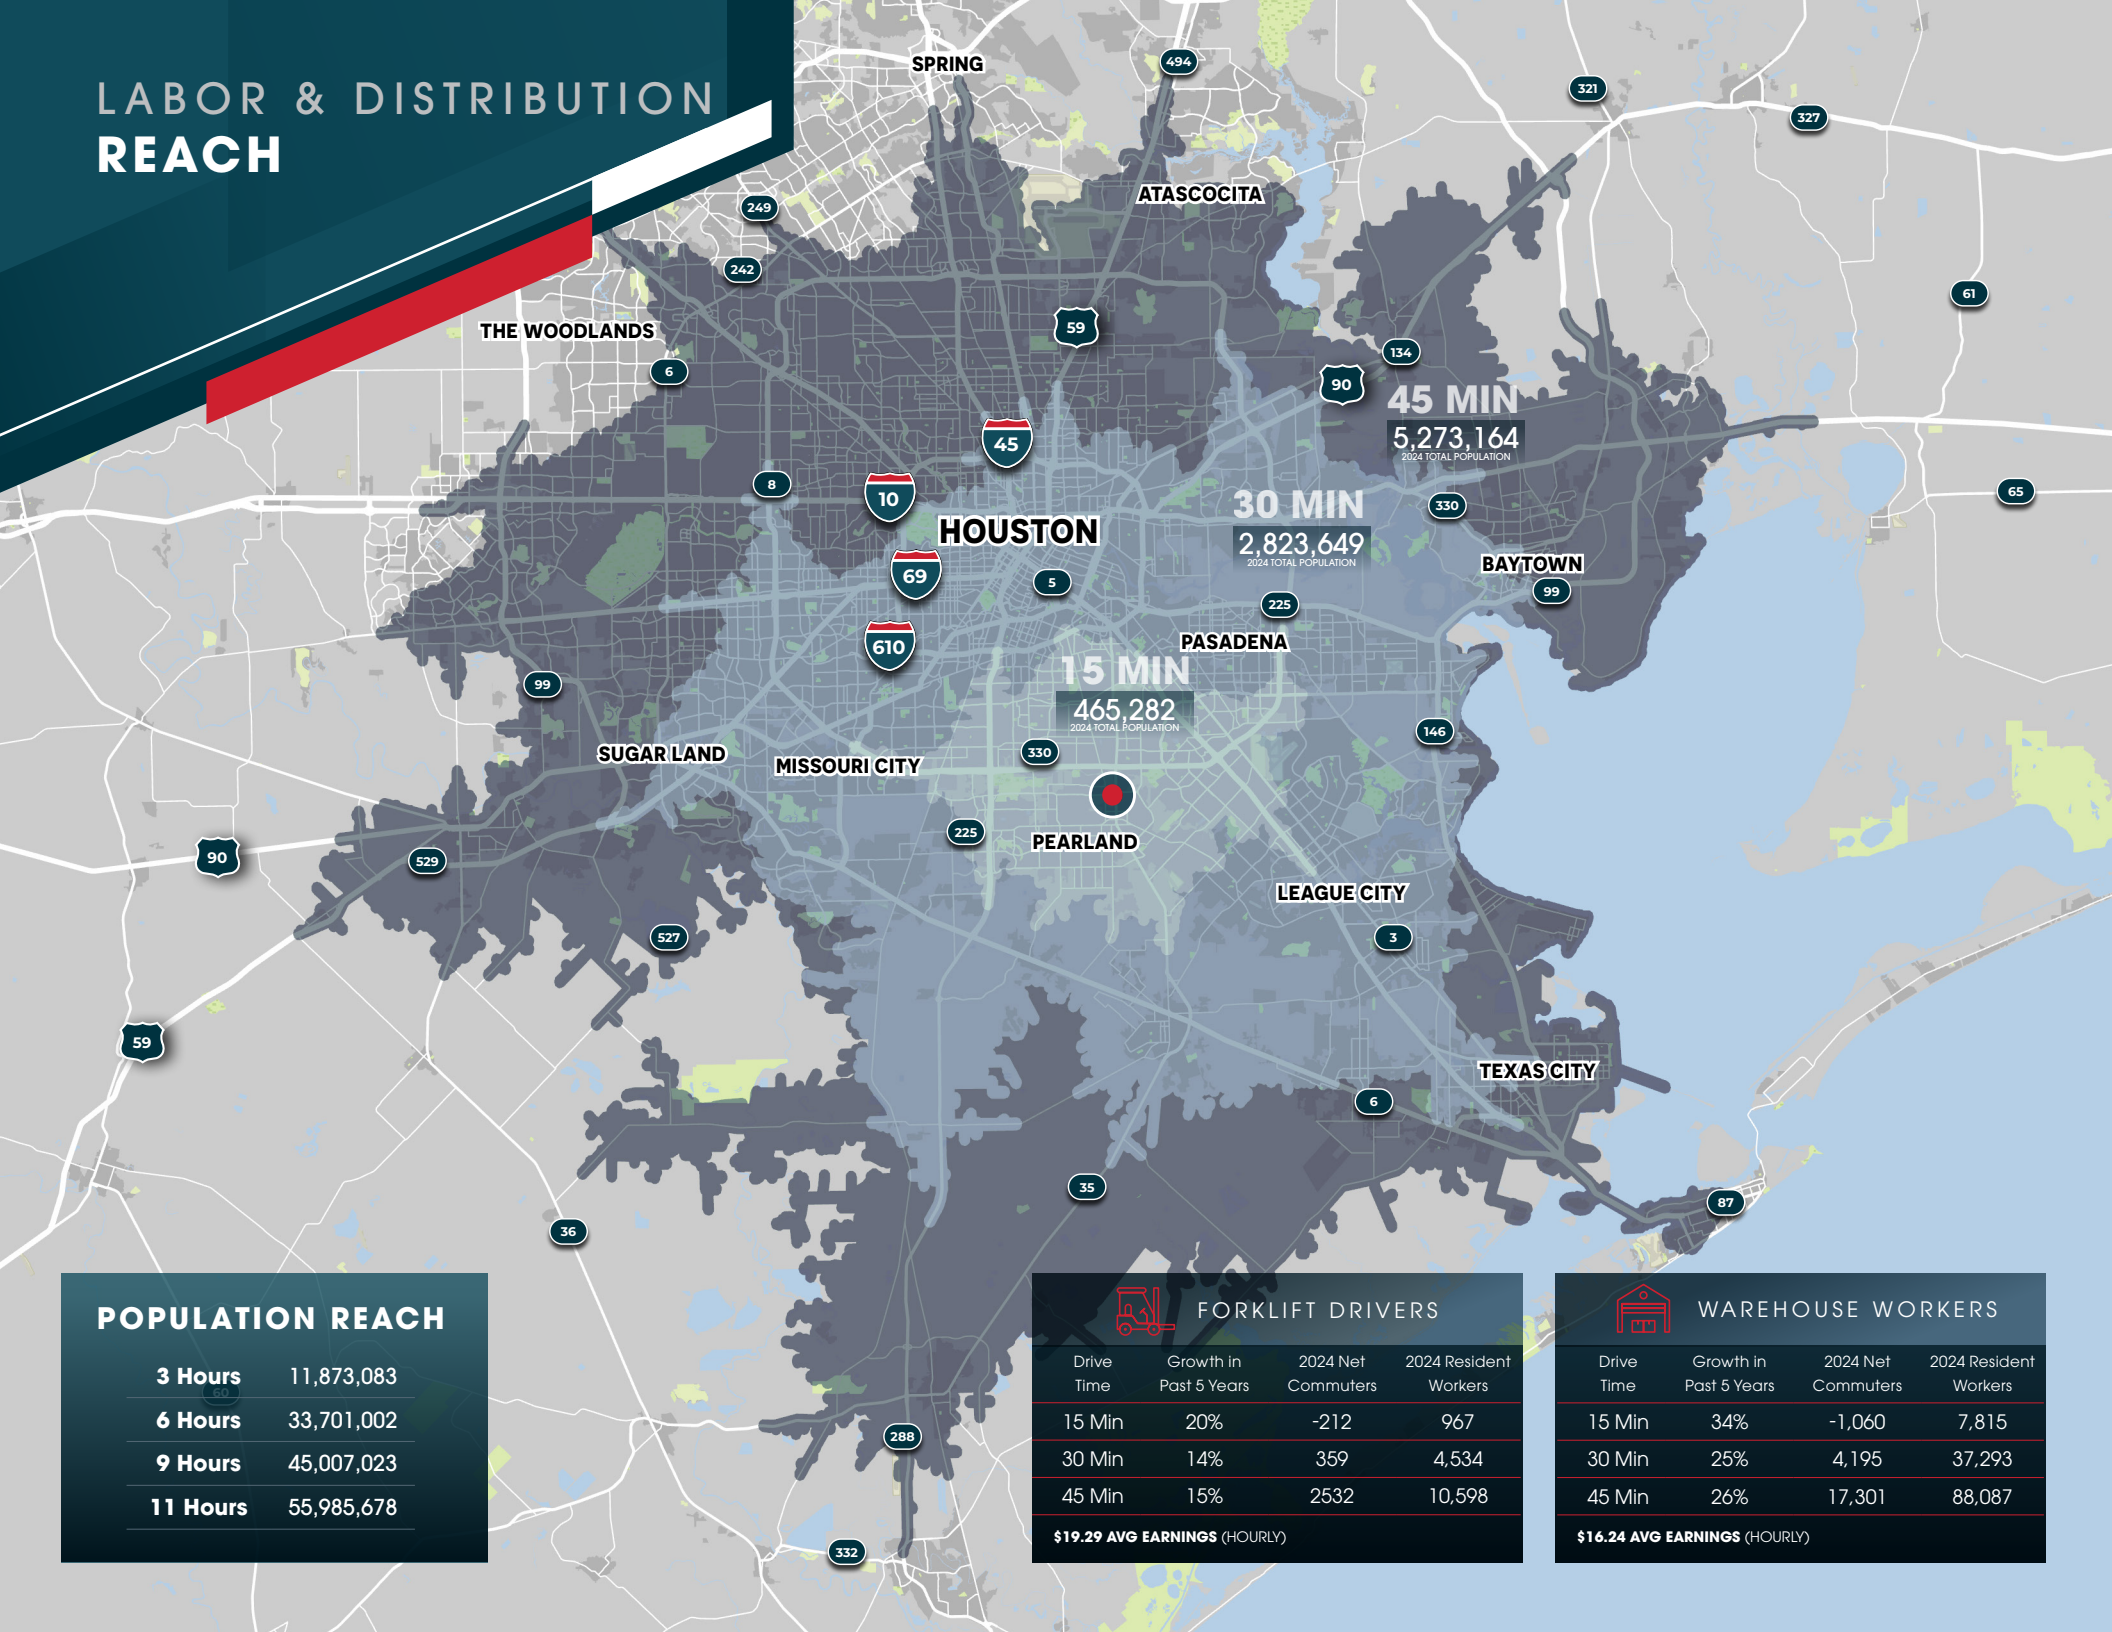 LABOR & DISTRIBUTION
REACH
SPRING
494
321
327
ATASCOCITA
249
242
61
THE WOODLANDS
59
6
134
90
45 MIN
5,273,164
2024 TOTAL POPULATION
45
8
10
30 MIN
2,823,649
2024 TOTAL POPULATION
330
65
HOUSTON
69
5
BAYTOWN
99
225
610
PASADENA
15 MIN
465,282
2024 TOTAL POPULATION
99
146
SUGAR LAND
MISSOURI CITY
330
225
PEARLAND
90
529
LEAGUE CITY
527
3
59
TEXAS CITY
6
35
87
36
288
332
POPULATION REACH
3 Hours 11,873,083
60
6 Hours 33,701,002
9 Hours 45,007,023
11 Hours 55,985,678
FORKLIFT DRIVERS
Drive Growth in 2024 Net 2024 Resident
Time Past 5 Years Commuters Workers
15 Min 20% -212 967
30 Min 14% 359 4,534
45 Min 15% 2532 10,598
$19.29 AVG EARNINGS (HOURLY)
WAREHOUSE WORKERS
Drive Growth in 2024 Net 2024 Resident
Time Past 5 Years Commuters Workers
15 Min 34% -1,060 7,815
30 Min 25% 4,195 37,293
45 Min 26% 17,301 88,087
$16.24 AVG EARNINGS (HOURLY)